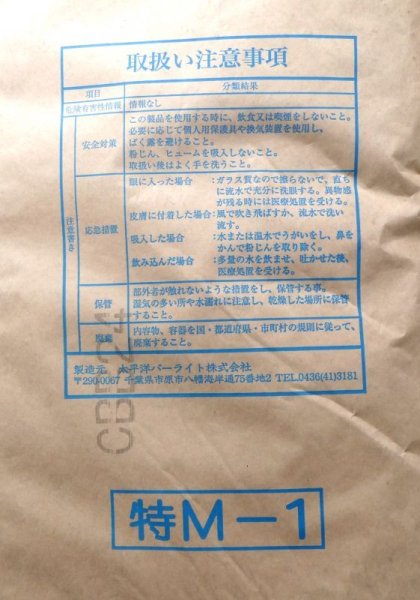 取扱い注意事項
項目 分類結果
危険有害性情報 情報なし
注意書き
安全対策
この製品を使用する時に、飲食又は喫煙をしないこと。
必要に応じて個人用保護具や換気装置を使用し、
ばく露を避けること。
粉じん、ヒュームを吸入しないこと。
取扱い後はよく手を洗うこと。
応急措置
眼に入った場合 :ガラス質なので擦らないで、直ち
に流水で充分に洗眼する。異物感
が残る時には医療処置を受ける。
皮膚に付着した場合:風で吹き飛ばすか、流水で洗い
流す。
吸入した場合 :水または温水でうがいをし、鼻を
かんで粉じんを取り除く。
飲み込んだ場合 :多量の水を飲ませ、吐かせた後、
医療処置を受ける。
保管
部外者が触れないような措置をし、保管する事。
湿気の多い所や水濡れに注意し、乾燥した場所に保管
すること。
廃棄
内容物、容器を国・都道府県・市町村の規則に従って、
廃棄すること。
製造元 太平洋パーライト株式会社
〒290-0067 千葉県市原市八幡海岸通75番地2 TEL.0436(41)3181
特M-1